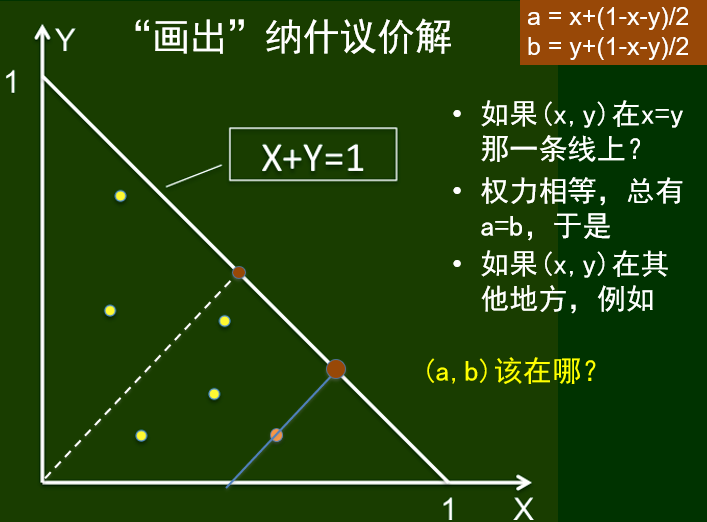 “画出”纳什议价解
a = x+(1-x-y)/2
b = y+(1-x-y)/2
Y
1
X+Y=1
• 如果(x,y)在x=y
那一条线上？
• 权力相等，总有
a=b，于是
• 如果(x,y)在其
他地方，例如
(a,b)该在哪？
1
X